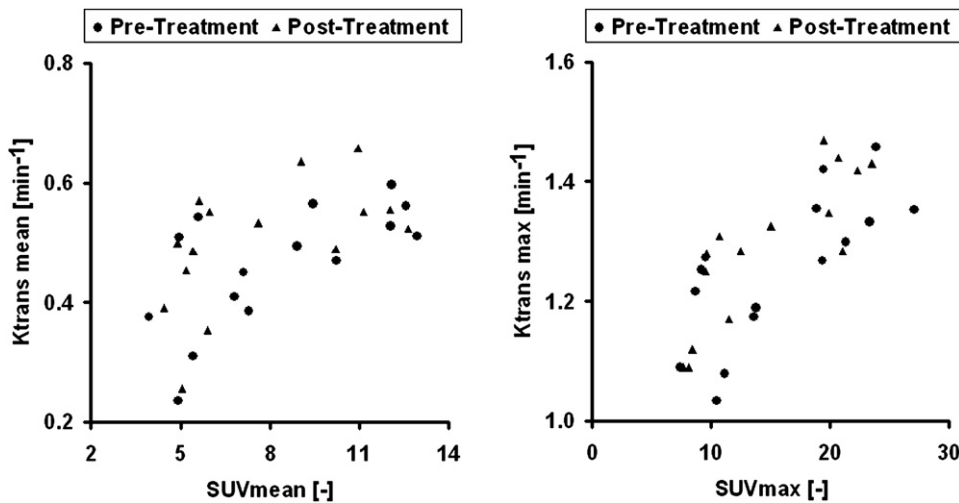 ● Pre-Treatment ▲ Post-Treatment
0.8
0.6
0.4
0.2
Ktrans mean [min⁻¹]
2 5 8 11 14
SUVmean [-]
● Pre-Treatment ▲ Post-Treatment
1.6
1.4
1.2
1.0
Ktrans max [min⁻¹]
0 10 20 30
SUVmax [-]